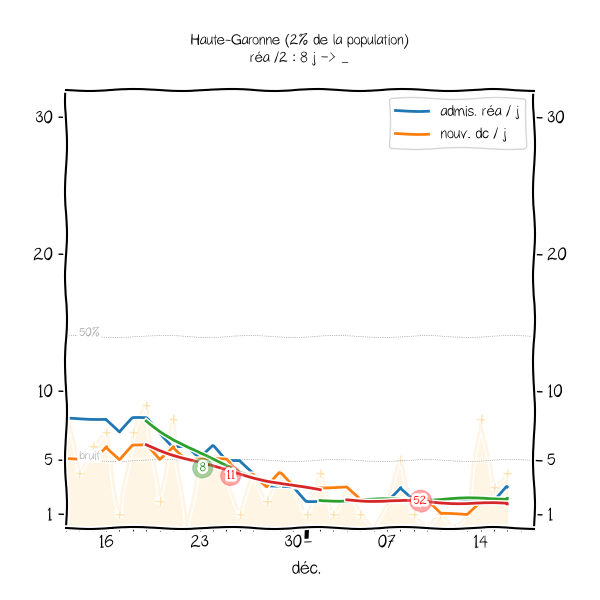 Haute-Garonne (2% de la population)
réa /2 : 8 j -> _
admis. réa / j
nouv. dc / j
30 30
20 20
50%
10 10
bruit
5 5
8
11
52
1 1
16 23 30 07 14
déc.